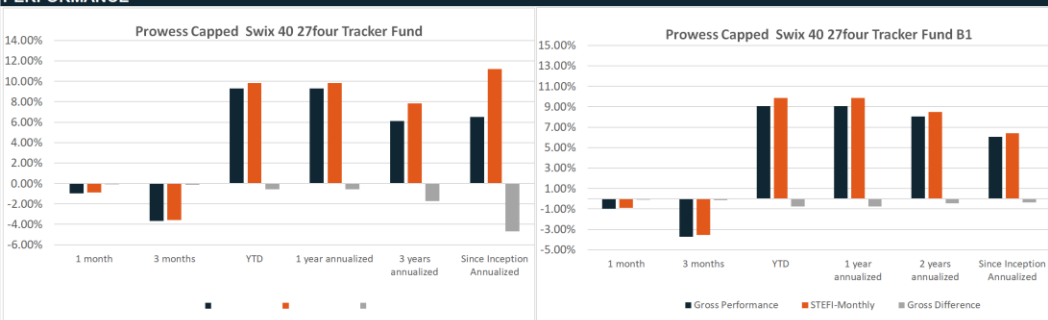 PERFORMANCE
Prowess Capped Swix 40 27four Tracker Fund
14.00%
12.00%
10.00%
8.00%
6.00%
4.00%
2.00%
0.00%
-2.00%
-4.00%
-6.00%
1 month
3 months
YTD
1 year annualized
3 years
annualized
Since Inception
Annualized
Prowess Capped Swix 40 27four Tracker Fund B1
15.00%
13.00%
11.00%
9.00%
7.00%
5.00%
3.00%
1.00%
-1.00%
-3.00%
-5.00%
1 month
3 months
YTD
1 year
annualized
2 years
annualized
Since Inception
Annualized
Gross Performance
STEFI-Monthly
Gross Difference